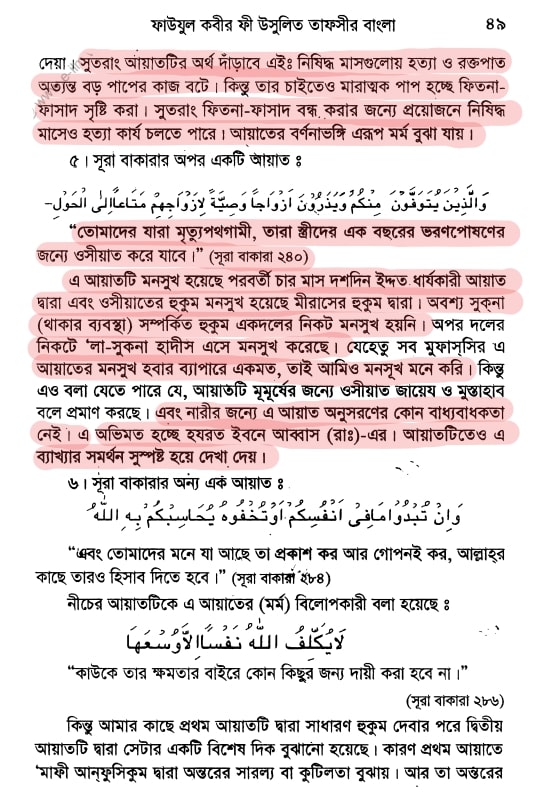 ফাউযুল কবীর ফী উসুলিত তাফসীর বাংলা ৪৯
দেয়া। সুতরাং আয়াতটির অর্থ দাঁড়াবে এইঃ নিষিদ্ধ মাসগুলোয় হত্যা ও রক্তপাত
অত্যন্ত বড় পাপের কাজ বটে। কিন্তু তার চাইতেও মারাত্মক পাপ হচ্ছে ফিতনা-
ফাসাদ সৃষ্টি করা। সুতরাং ফিতনা-ফাসাদ বন্ধ করার জন্যে প্রয়োজনে নিষিদ্ধ
মাসেও হত্যা কার্য চলতে পারে। আয়াতের বর্ণনাভঙ্গি এরূপ মর্ম বুঝা যায়।
৫। সূরা বাকারার অপর একটি আয়াত ঃ
وَالَّذِيْنَ يُتَوَفَّوْنَ مِنْكُمْ وَيَذَرُوْنَ اَزْوَاجًا وَصِيَّةً لِاَزْوَاجِهِمْ مَتَاعًا اِلَى الْحَوْلِ-
“তোমাদের যারা মৃত্যুপথগামী, তারা স্ত্রীদের এক বছরের ভরণপোষণের
জন্যে ওসীয়াত করে যাবে।” (সূরা বাকারা ২৪০)
এ আয়াতটি মনসুখ হয়েছে পরবর্তী চার মাস দশদিন ইদ্দত ধার্যকারী আয়াত
দ্বারা এবং ওসীয়াতের হুকুম মনসুখ হয়েছে মীরাসের হুকুম দ্বারা। অবশ্য সুক্‌না
(থাকার ব্যবস্থা) সম্পর্কিত হুকুম একদলের নিকট মনসুখ হয়নি। অপর দলের
নিকটে ‘লা-সুকনা হাদীস এসে মনসুখ করেছে। যেহেতু সব মুফাস্‌সির এ
আয়াতের মনসুখ হবার ব্যাপারে একমত, তাই আমিও মনসুখ মনে করি। কিন্তু
এও বলা যেতে পারে যে, আয়াতটি মুমূর্ষের জন্যে ওসীয়াত জায়েয ও মুস্তাহাব
বলে প্রমাণ করছে। এবং নারীর জন্যে এ আয়াত অনুসরণের কোন বাধ্যবাধকতা
নেই। এ অভিমত হচ্ছে হযরত ইবনে আব্বাস (রাঃ)-এর। আয়াতটিতেও এ
ব্যাখ্যার সমর্থন সুস্পষ্ট হয়ে দেখা দেয়।
৬। সূরা বাকারার অন্য এক আয়াত ঃ
وَاِنْ تُبْدُوْا مَا فِىْ اَنْفُسِكُمْ اَوْ تُخْفُوْهُ يُحَاسِبْكُمْ بِهِ اللّٰهُ
“এবং তোমাদের মনে যা আছে তা প্রকাশ কর আর গোপনই কর, আল্লাহ্‌র
কাছে তারও হিসাব দিতে হবে।” (সূরা বাকারা ২৮৪)
নীচের আয়াতটিকে এ আয়াতের (মর্ম) বিলোপকারী বলা হয়েছে ঃ
لَايُكَلِّفُ اللّٰهُ نَفْسًا اِلَّا وُسْعَهَا
“কাউকে তার ক্ষমতার বাইরে কোন কিছুর জন্য দায়ী করা হবে না।”
(সূরা বাকারা ২৮৬)
কিন্তু আমার কাছে প্রথম আয়াতটি দ্বারা সাধারণ হুকুম দেবার পরে দ্বিতীয়
আয়াতটি দ্বারা সেটার একটি বিশেষ দিক বুঝানো হয়েছে। কারণ প্রথম আয়াতে
‘মাফী আন্‌ফুসিকুম দ্বারা অন্তরের সারল্য বা কুটিলতা বুঝায়। আর তা অন্তরের